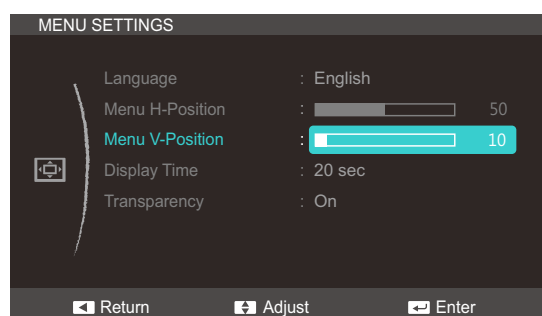 MENU SETTINGS
Language : English
Menu H-Position : 50
Menu V-Position : 10
Display Time : 20 sec
Transparency : On
Return Adjust Enter